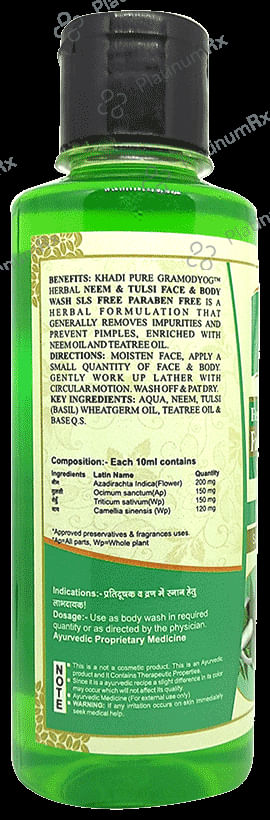 PlatinumRx
BENEFITS: KHADI PURE GRAMODYOG™
HERBAL NEEM & TULSI FACE & BODY
WASH SLS FREE PARABEN FREE IS A
HERBAL FORMULATION THAT
GENERALLY REMOVES IMPURITIES AND
PREVENT PIMPLES, ENRICHED WITH
NEEM OIL AND TEATREE OIL.
DIRECTIONS: MOISTEN FACE, APPLY A
SMALL QUANTITY OF FACE & BODY.
GENTLY WORK UP LATHER WITH
CIRCULAR MOTION. WASH OFF & PAT DRY.
KEY INGREDIENTS: AQUA, NEEM, TULSI
(BASIL) WHEATGERM OIL, TEATREE OIL &
BASE Q.S.
Composition:- Each 10ml contains
Ingredients Latin Name Quantity
नीम Azadirachta Indica(Flower) 200 mg
तुलसी Ocimum sanctum(Ap) 150 mg
गेहूँ Triticum sativum(Wp) 150 mg
चाय Camellia sinensis (Wp) 120 mg
*Approved preservatives & fragrances uses.
*Ap=All parts, Wp=Whole plant
Indications:- प्रतिदूषक व व्रण में स्नान हेतु
लाभदायक!
Dosage:- Use as body wash in required
quantity or as directed by the physician.
Ayurvedic Proprietary Medicine
NOTE
This is a not a cosmetic product. This is an Ayurvedic
product and It Contains Therapeutic Properties.
Since it is a ayurvedic recipe a slight difference in its color
may occur which will not affect its quality
Ayurvedic Medicine (For external use only)
WARNING: If any irritation occurs on skin immediately
seek medical help.